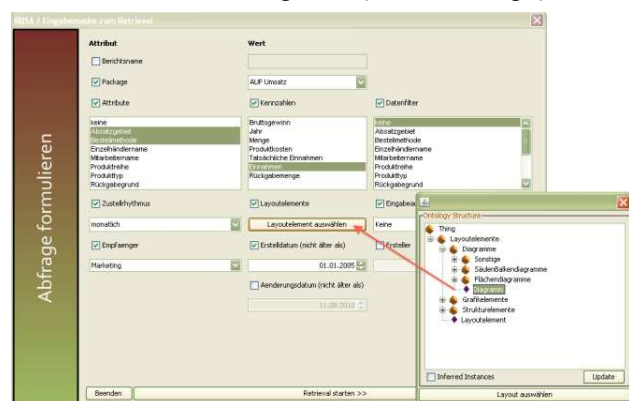 RBSA / Eingabemaske zum Retrieval
Abfrage formulieren
Attribut
Wert
Berichtsname
Package
AUF Umsatz
Attribute
Kennzahlen
Datenfilter
keine
Absatzgebiet
Bestellmethode
Einzelhändlername
Mitarbeitername
Produktreihe
Produkttyp
Rückgabegrund
Bruttogewinn
Jahr
Menge
Produktkosten
Tatsächliche Einnahmen
Einnahmen
Rückgabemenge
keine
Absatzgebiet
Bestellmethode
Einzelhändlername
Mitarbeitername
Produktreihe
Produkttyp
Rückgabegrund
Zustellrhythmus
Layoutelemente
monatlich
Layoutelement auswählen
Keine
Empfaenger
Erstelldatum (nicht älter als)
Ersteller
Marketing
01.01.2005
Aenderungsdatum (nicht älter als)
11.08.2010
Beenden
Retrieval starten >>
Ontology Structure
Thing
Layoutelemente
Diagramme
Sonstige
SäulenBalkendiagramme
Flächendiagramme
Diagramm
Grafikelemente
Strukturelemente
Layoutelement
Inferred Instances
Update
Layout auswählen